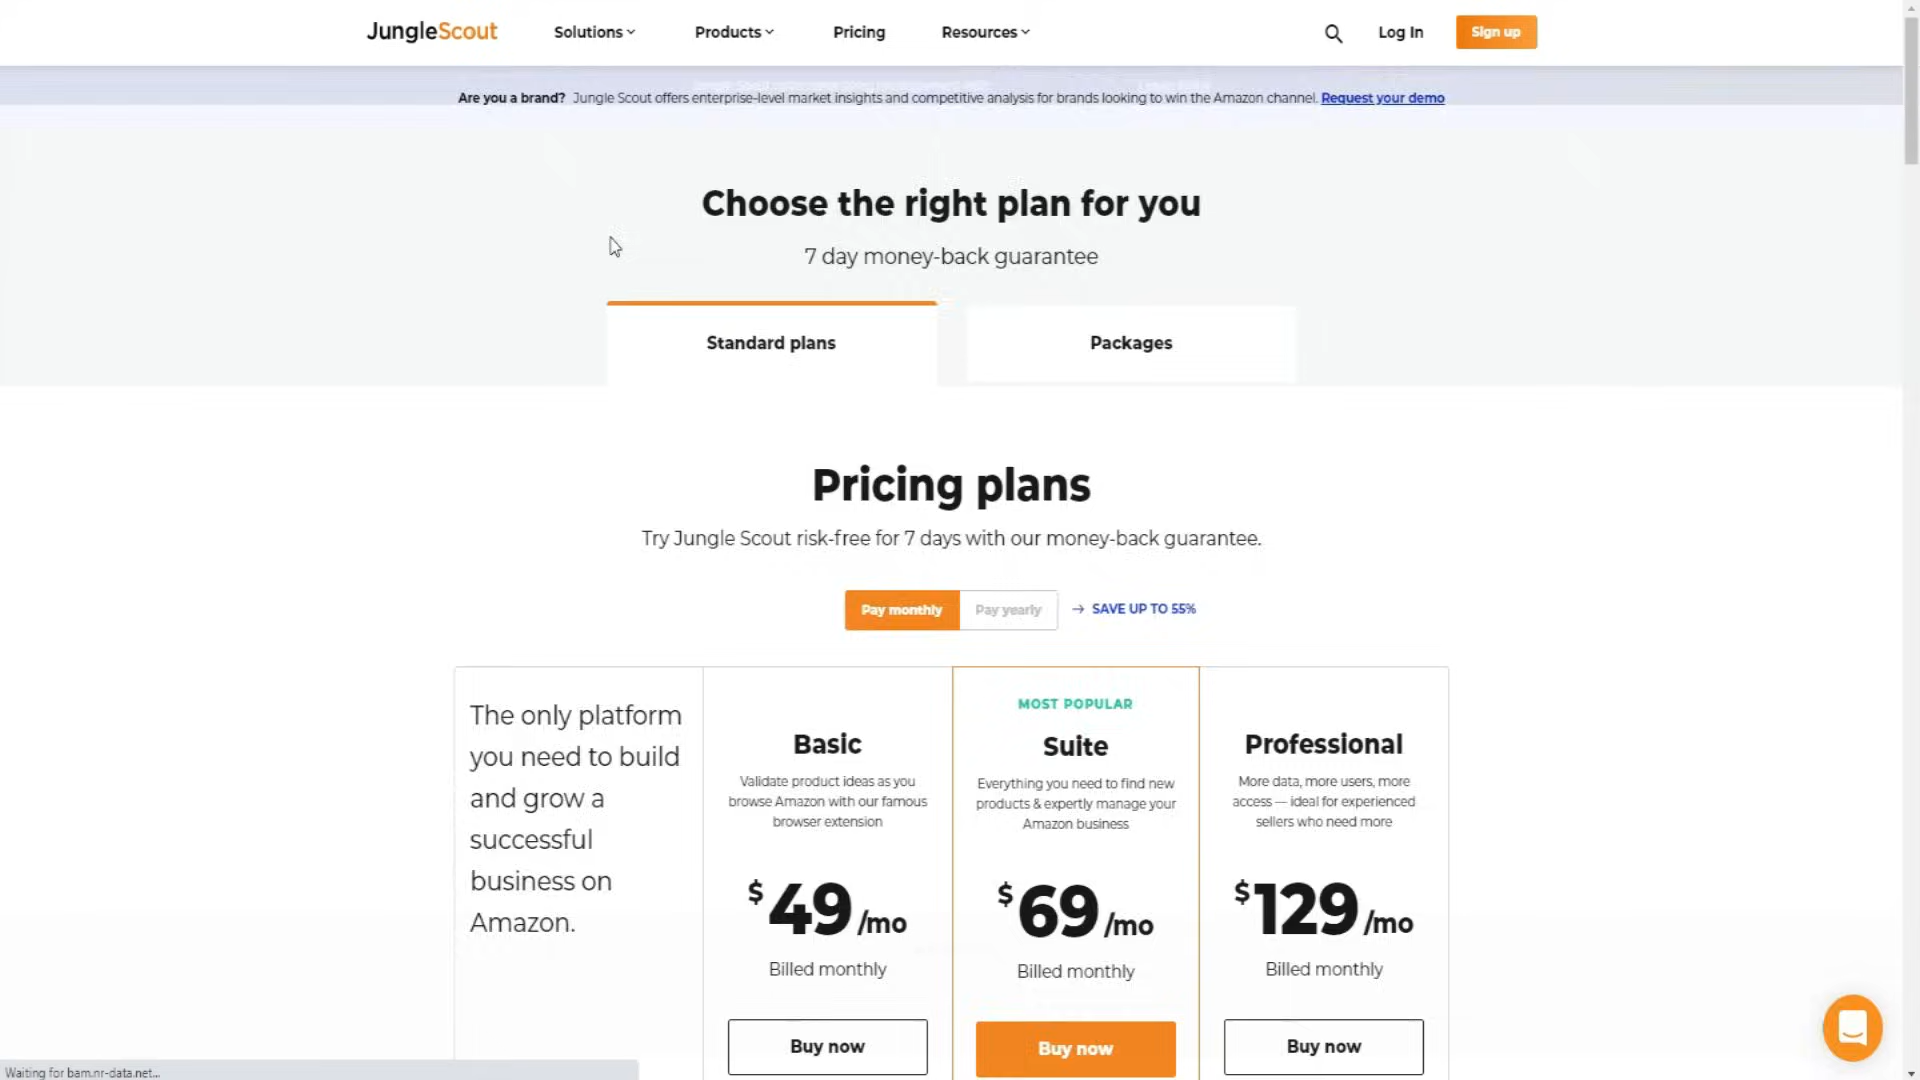 JungleScout Solutions Products Pricing Resources Log In Sign up
Are you a brand? Jungle Scout offers enterprise-level market insights and competitive analysis for brands looking to win the Amazon channel. Request your demo
Choose the right plan for you
7 day money-back guarantee
Standard plans Packages
Pricing plans
Try Jungle Scout risk-free for 7 days with our money-back guarantee.
Pay monthly Pay yearly → SAVE UP TO 55%
The only platform
you need to build
and grow a
successful
business on
Amazon.
Basic
Validate product ideas as you
browse Amazon with our famous
browser extension
$49/mo
Billed monthly
Buy now
MOST POPULAR
Suite
Everything you need to find new
products & expertly manage your
Amazon business
$69/mo
Billed monthly
Buy now
Professional
More data, more users, more
access — ideal for experienced
sellers who need more
$129/mo
Billed monthly
Buy now
Waiting for bam.nr-data.net...